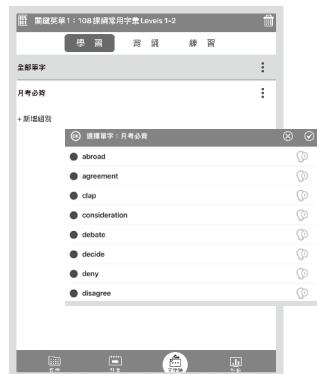 關鍵英單1：108課綱常用字彙Levels 1-2
學習 背誦 練習
全部單字
月考必背
+新增組別
OK 選擇單字：月考必背
abroad
agreement
clap
consideration
debate
decide
deny
disagree